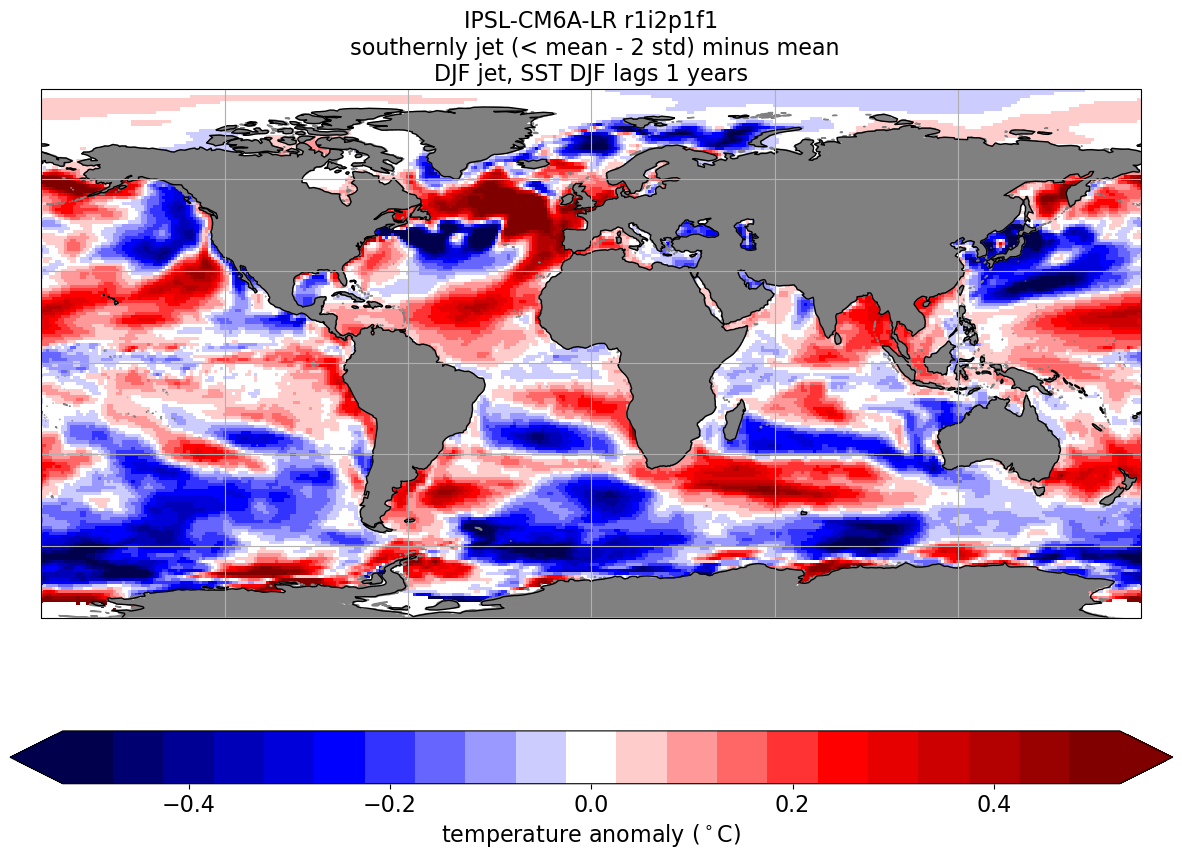 IPSL-CM6A-LR r1i2p1f1
southernly jet (< mean - 2 std) minus mean
DJF jet, SST DJF lags 1 years
−0.4 −0.2 0.0 0.2 0.4
temperature anomaly (°C)